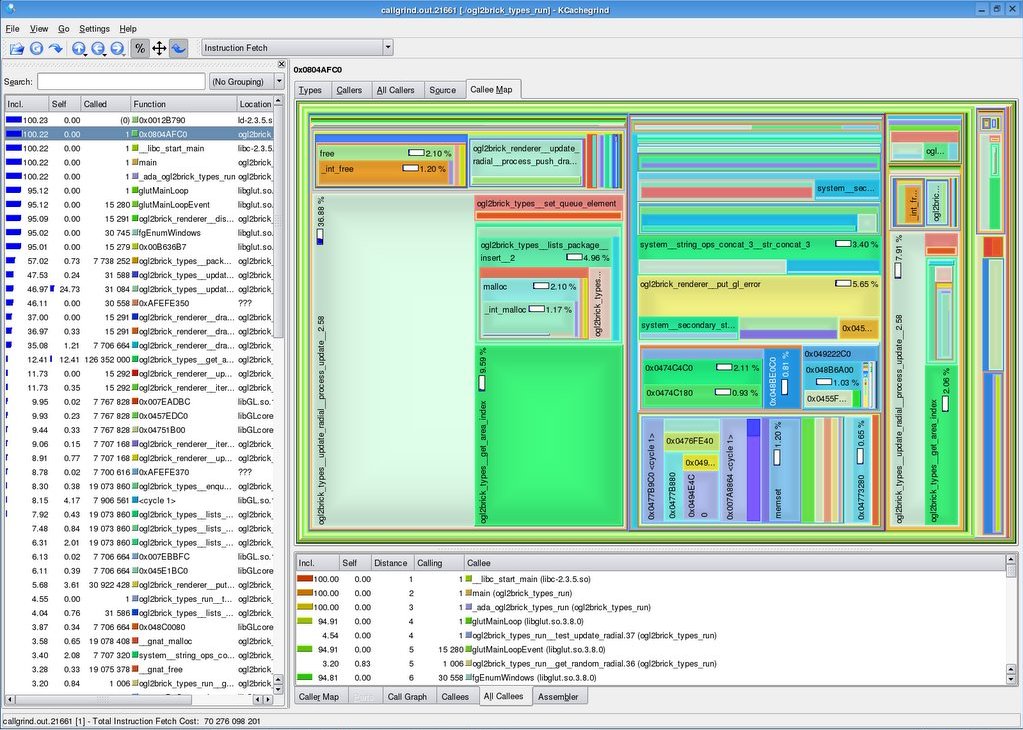 callgrind.out.21661 [./ogl2brick_types_run] - KCachegrind
File View Go Settings Help
% Instruction Fetch
Search: (No Grouping)
Incl. Self Called Function Location
100.23 0.00 (0) 0x0012B790 ld-2.3.5.s
100.22 0.00 1 0x0804AFC0 ogl2brick_
100.22 0.00 1 __libc_start_main libc-2.3.5.
100.22 0.00 1 main ogl2brick_
100.22 0.00 1 _ada_ogl2brick_types_run ogl2brick_
95.12 0.00 1 glutMainLoop libglut.so.
95.12 0.00 15 280 glutMainLoopEvent libglut.so.
95.09 0.00 15 291 ogl2brick_renderer__dis... ogl2brick_
95.02 0.00 30 745 fgEnumWindows libglut.so.
95.01 0.00 15 279 0x00B636B7 libglut.so.
57.02 0.73 7 738 252 ogl2brick_types__pack... ogl2brick_
47.53 0.24 31 588 ogl2brick_types__updat... ogl2brick_
46.97 24.73 31 084 ogl2brick_types__updat... ogl2brick_
46.11 0.00 30 558 0xAFEFE350 ???
37.00 0.00 15 291 ogl2brick_renderer__dra... ogl2brick_
36.97 0.33 15 291 ogl2brick_renderer__dra... ogl2brick_
35.08 1.21 7 706 664 ogl2brick_renderer__dra... ogl2brick_
12.41 12.41 126 352 000 ogl2brick_types__get_a... ogl2brick_
11.73 0.00 15 292 ogl2brick_renderer__up... ogl2brick_
11.73 0.35 15 292 ogl2brick_renderer__iter... ogl2brick_
9.95 0.02 7 767 828 0x007EADBC libGL.so.1
9.93 0.23 7 767 828 0x0457EDC0 libGLcore
9.44 0.33 7 767 828 0x04751B00 libGLcore
9.06 0.15 7 707 168 ogl2brick_renderer__iter... ogl2brick_
8.91 0.77 7 707 168 ogl2brick_renderer__up... ogl2brick_
8.78 0.02 7 700 616 0xAFEFE370 ???
8.30 0.38 19 073 860 ogl2brick_types__enqu... ogl2brick_
8.15 4.17 7 906 561 <cycle 1> libGL.so.
7.92 0.43 19 073 860 ogl2brick_types__lists_... ogl2brick_
7.48 0.84 19 073 860 ogl2brick_types__lists_... ogl2brick_
6.31 2.01 19 073 860 ogl2brick_types__lists_... ogl2brick_
6.13 0.02 7 706 664 0x007EBBFC libGL.so.
6.11 0.39 7 706 664 0x045E1BC0 libGLcore
5.68 3.61 30 922 428 ogl2brick_renderer__put... ogl2brick_
4.55 0.00 1 ogl2brick_types_run__t... ogl2brick_
4.04 0.76 31 586 ogl2brick_types__lists_... ogl2brick_
3.87 0.34 7 706 664 0x048C0080 libGLcore
3.58 0.65 19 078 408 __gnat_malloc ogl2brick_
3.40 2.08 7 707 320 system__string_ops_co... ogl2brick_
3.28 0.33 19 075 378 __gnat_free ogl2brick_
3.20 0.84 1 006 ogl2brick_types_run__g... ogl2brick_
0x0804AFC0
Types Callers All Callers Source Callee Map
free 2.10 %
_int_free 1.20 %
ogl2brick_renderer__update_
radial__process_push_dra...
36.88 %
ogl2brick_types__update_radial__process_update__2.58
ogl2brick_types__set_queue_element
ogl2brick_types__lists_package__
insert__2 4.96 %
malloc 2.10 %
_int_malloc 1.17 %
ogl2brick_types...
9.59 %
ogl2brick_types__get_area_index
system__sec...
system__string_ops_concat_3__str_concat_3 3.40 %
ogl2brick_renderer__put_gl_error 5.65 %
system__secondary_st... 0x045...
0x0474C4C0 2.11 %
0x0474C180 0.93 %
0x048BE0C0 0.81 %
0x049222C0
0x048B6A00
1.03 %
0x0455F...
0x0477B9C0 <cycle 1>
0x0476FE40
0x0477B880
0x049...
0x0494E4C
0
0x007A8864 <cycle 1>
memset 1.20 %
0x04773280 0.65 %
ogl...
_int_fr...
ogl2bric...
7.91 %
ogl2brick_types__update_radial__process_update__2.58
2.06 %
ogl2brick_types__get_area_index
Incl. Self Distance Calling Callee
100.00 0.00 1 1 __libc_start_main (libc-2.3.5.so)
100.00 0.00 2 1 main (ogl2brick_types_run)
100.00 0.00 3 1 _ada_ogl2brick_types_run (ogl2brick_types_run)
94.91 0.00 4 1 glutMainLoop (libglut.so.3.8.0)
4.54 0.00 4 1 ogl2brick_types_run__test_update_radial.37 (ogl2brick_types_run)
94.91 0.00 5 15 280 glutMainLoopEvent (libglut.so.3.8.0)
3.20 0.83 5 1 006 ogl2brick_types_run__get_random_radial.36 (ogl2brick_types_run)
94.81 0.00 6 30 558 fgEnumWindows (libglut.so.3.8.0)
Caller Map Parts Call Graph Callees All Callees Assembler
callgrind.out.21661 [1] - Total Instruction Fetch Cost: 70 276 098 201